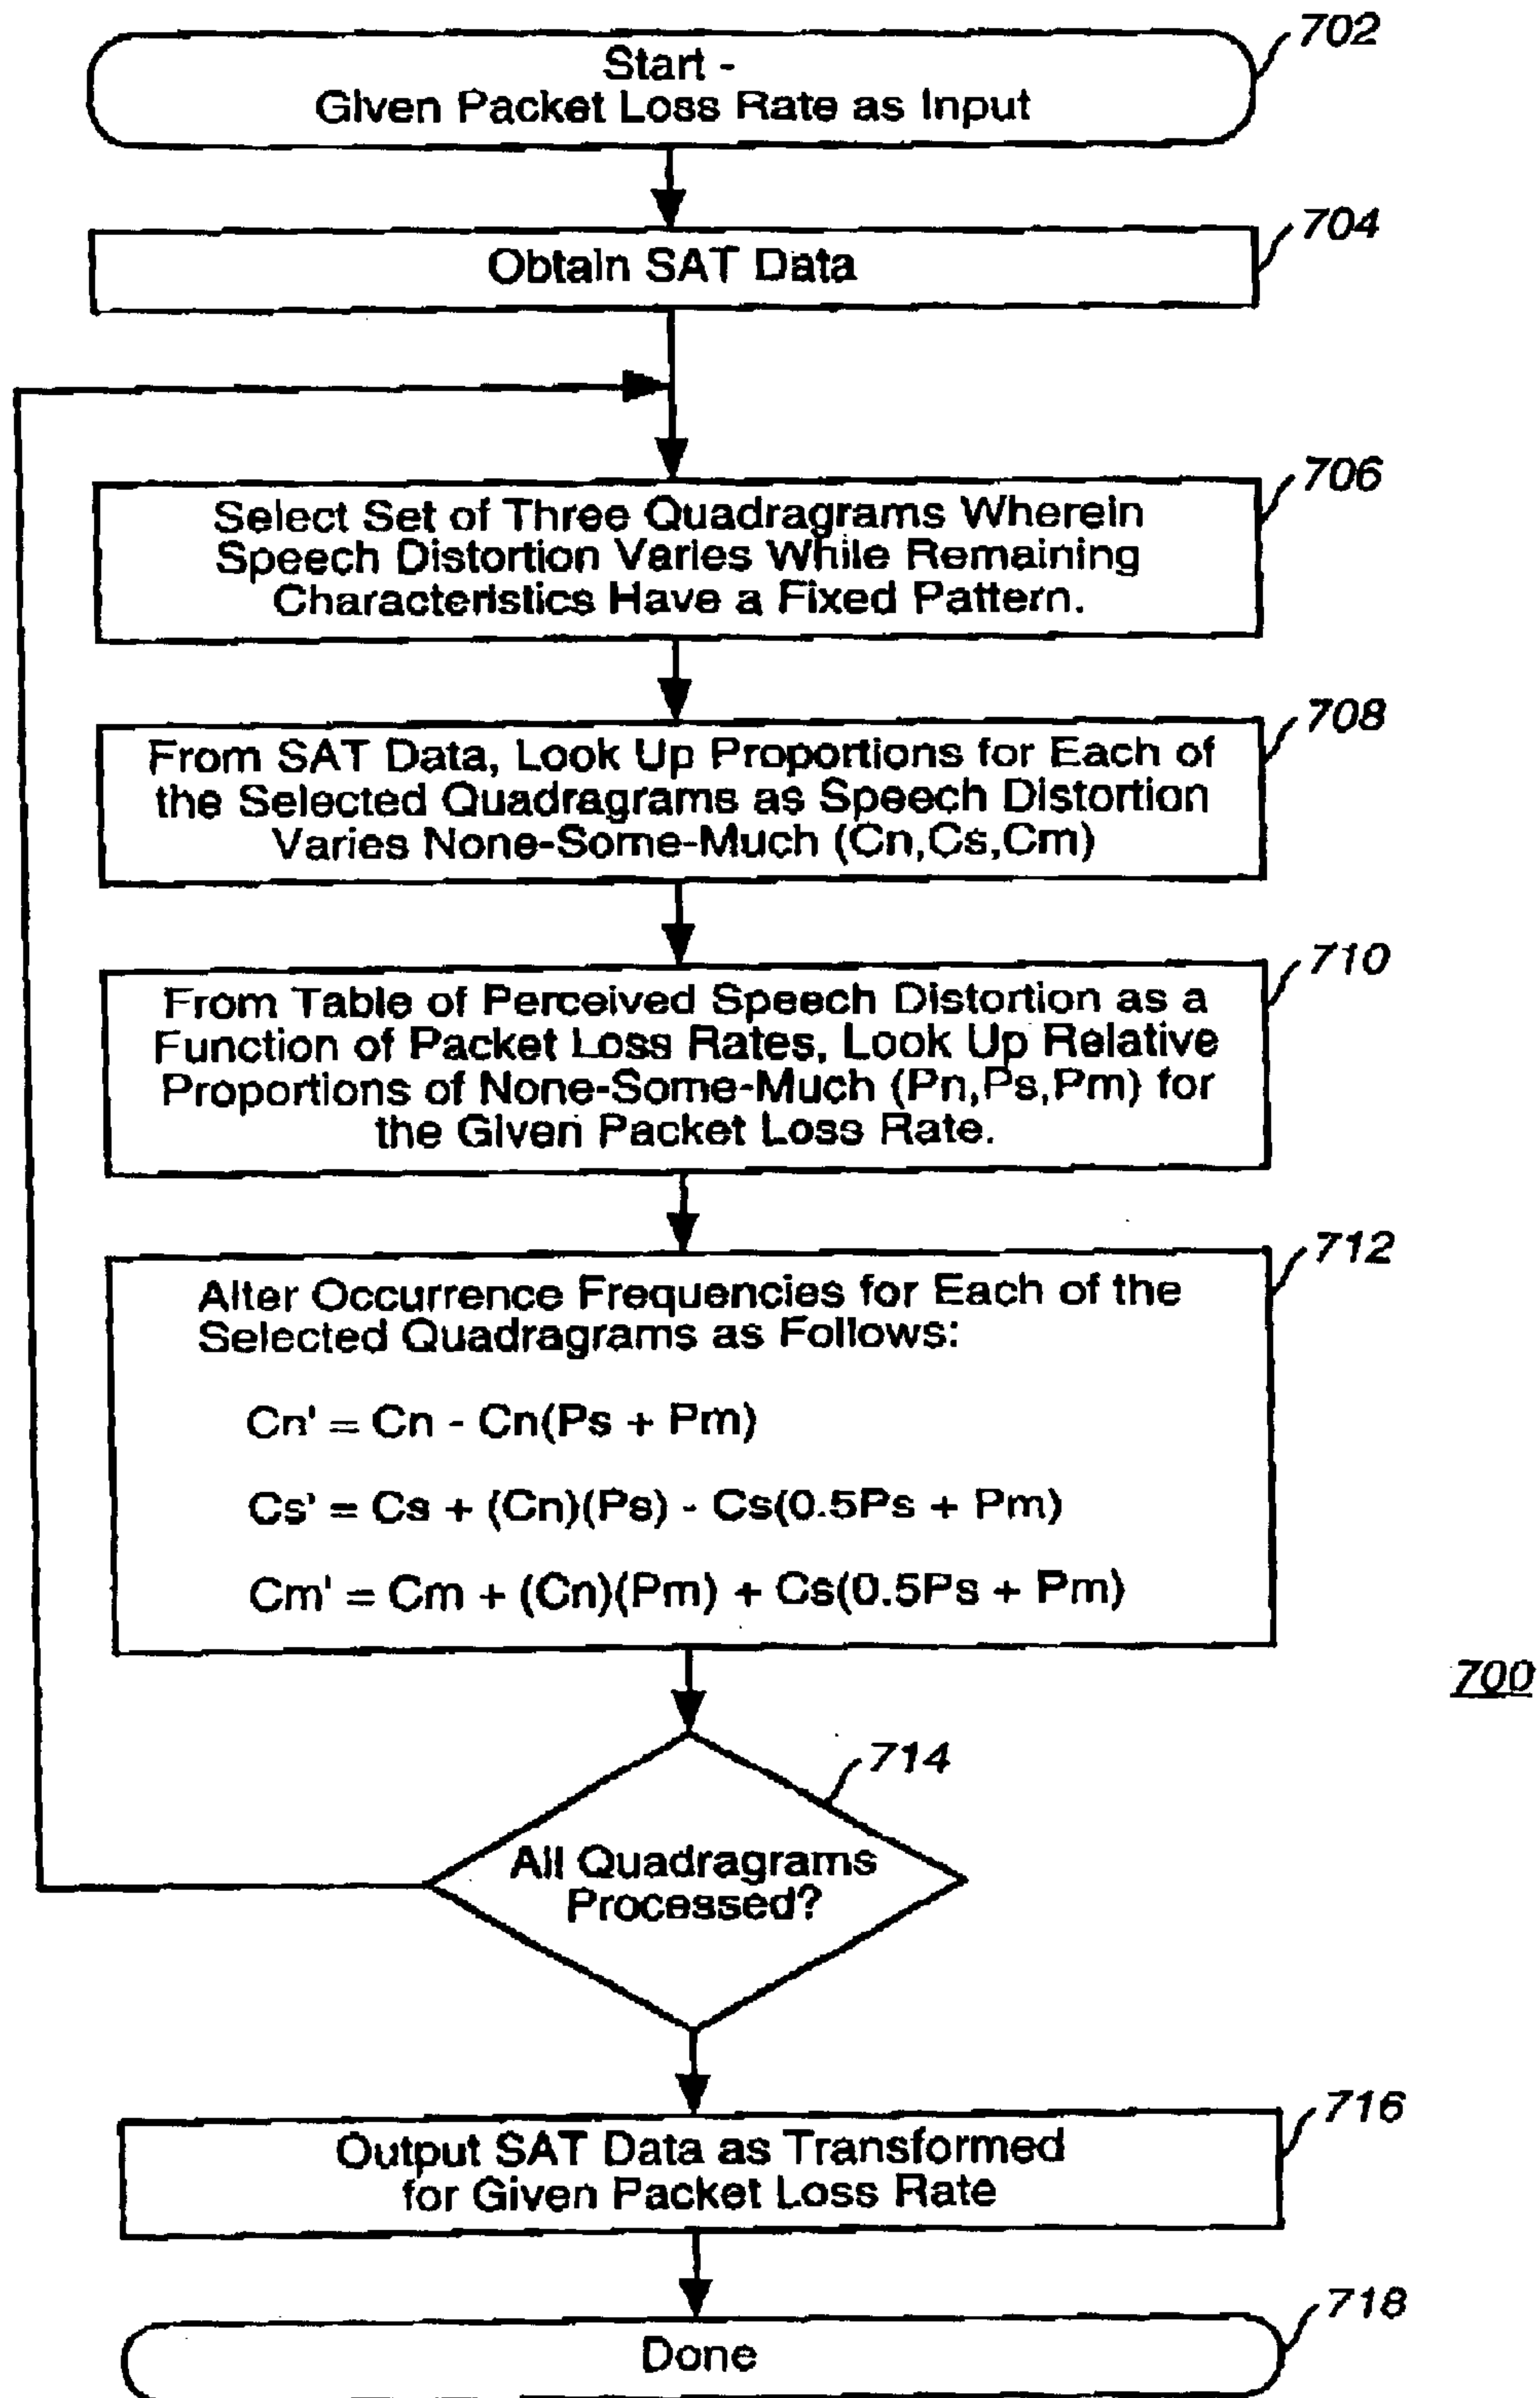 702
Start -
Given Packet Loss Rate as Input
704
Obtain SAT Data
706
Select Set of Three Quadragrams Wherein
Speech Distortion Varies While Remaining
Characteristics Have a Fixed Pattern.
708
From SAT Data, Look Up Proportions for Each of
the Selected Quadragrams as Speech Distortion
Varies None-Some-Much (Cn,Cs,Cm)
710
From Table of Perceived Speech Distortion as a
Function of Packet Loss Rates, Look Up Relative
Proportions of None-Some-Much (Pn,Ps,Pm) for
the Given Packet Loss Rate.
712
Alter Occurrence Frequencies for Each of the
Selected Quadragrams as Follows:
Cn' = Cn - Cn(Ps + Pm)
Cs' = Cs + (Cn)(Ps) - Cs(0.5Ps + Pm)
Cm' = Cm + (Cn)(Pm) + Cs(0.5Ps + Pm)
700
714
All Quadragrams
Processed?
716
Output SAT Data as Transformed
for Given Packet Loss Rate
718
Done